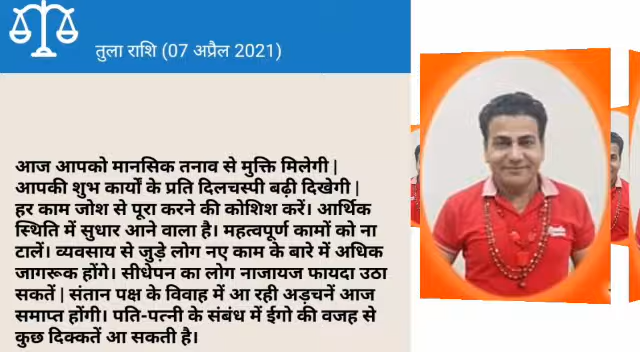 तुला राशि (07 अप्रैल 2021)
आज आपको मानसिक तनाव से मुक्ति मिलेगी |
आपकी शुभ कार्यों के प्रति दिलचस्पी बढ़ी दिखेगी |
हर काम जोश से पूरा करने की कोशिश करें। आर्थिक
स्थिति में सुधार आने वाला है। महत्वपूर्ण कामों को ना
टालें। व्यवसाय से जुड़े लोग नए काम के बारे में अधिक
जागरूक होंगे। सीधेपन का लोग नाजायज फायदा उठा
सकतें | संतान पक्ष के विवाह में आ रही अड़चनें आज
समाप्त होंगी। पति-पत्नी के संबंध में ईगो की वजह से
कुछ दिक्कतें आ सकती है।